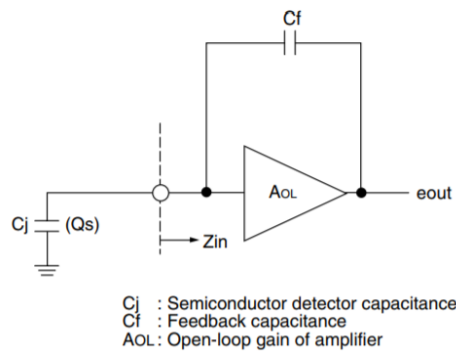 Cf
AOL
eout
Cj (Qs)
Zin
Cj : Semiconductor detector capacitance
Cf : Feedback capacitance
AOL : Open-loop gain of amplifier